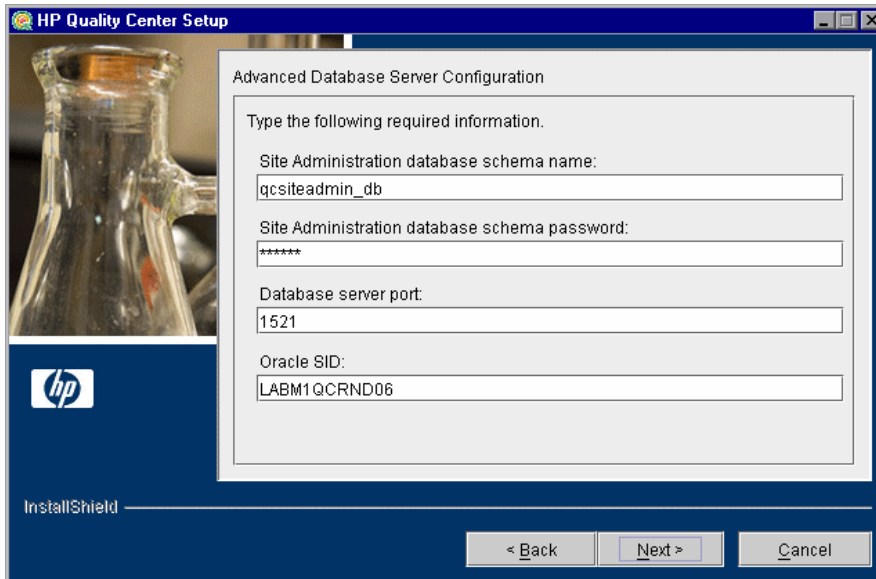 HP Quality Center Setup
Advanced Database Server Configuration
Type the following required information.
Site Administration database schema name:
qcsiteadmin_db
Site Administration database schema password:
******
Database server port:
1521
Oracle SID:
LABM1QCRND06
hp
InstallShield
< Back
Next >
Cancel